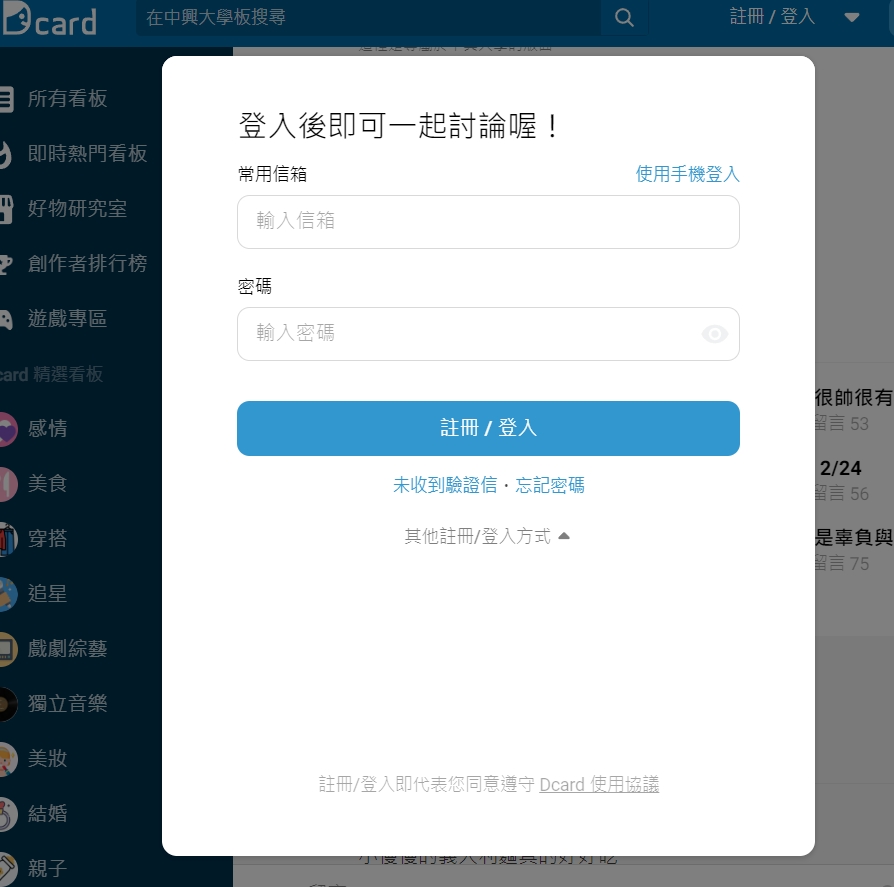 Dcard
在中興大學板搜尋
註冊 / 登入
所有看板
即時熱門看板
好物研究室
創作者排行榜
遊戲專區
card 精選看板
感情
美食
穿搭
追星
戲劇綜藝
獨立音樂
美妝
結婚
親子
登入後即可一起討論喔！
常用信箱
使用手機登入
輸入信箱
密碼
輸入密碼
註冊 / 登入
未收到驗證信・忘記密碼
其他註冊/登入方式
註冊/登入即代表您同意遵守 Dcard 使用協議
很帥很有
留言 53
2/24
留言 56
是辜負與
留言 75